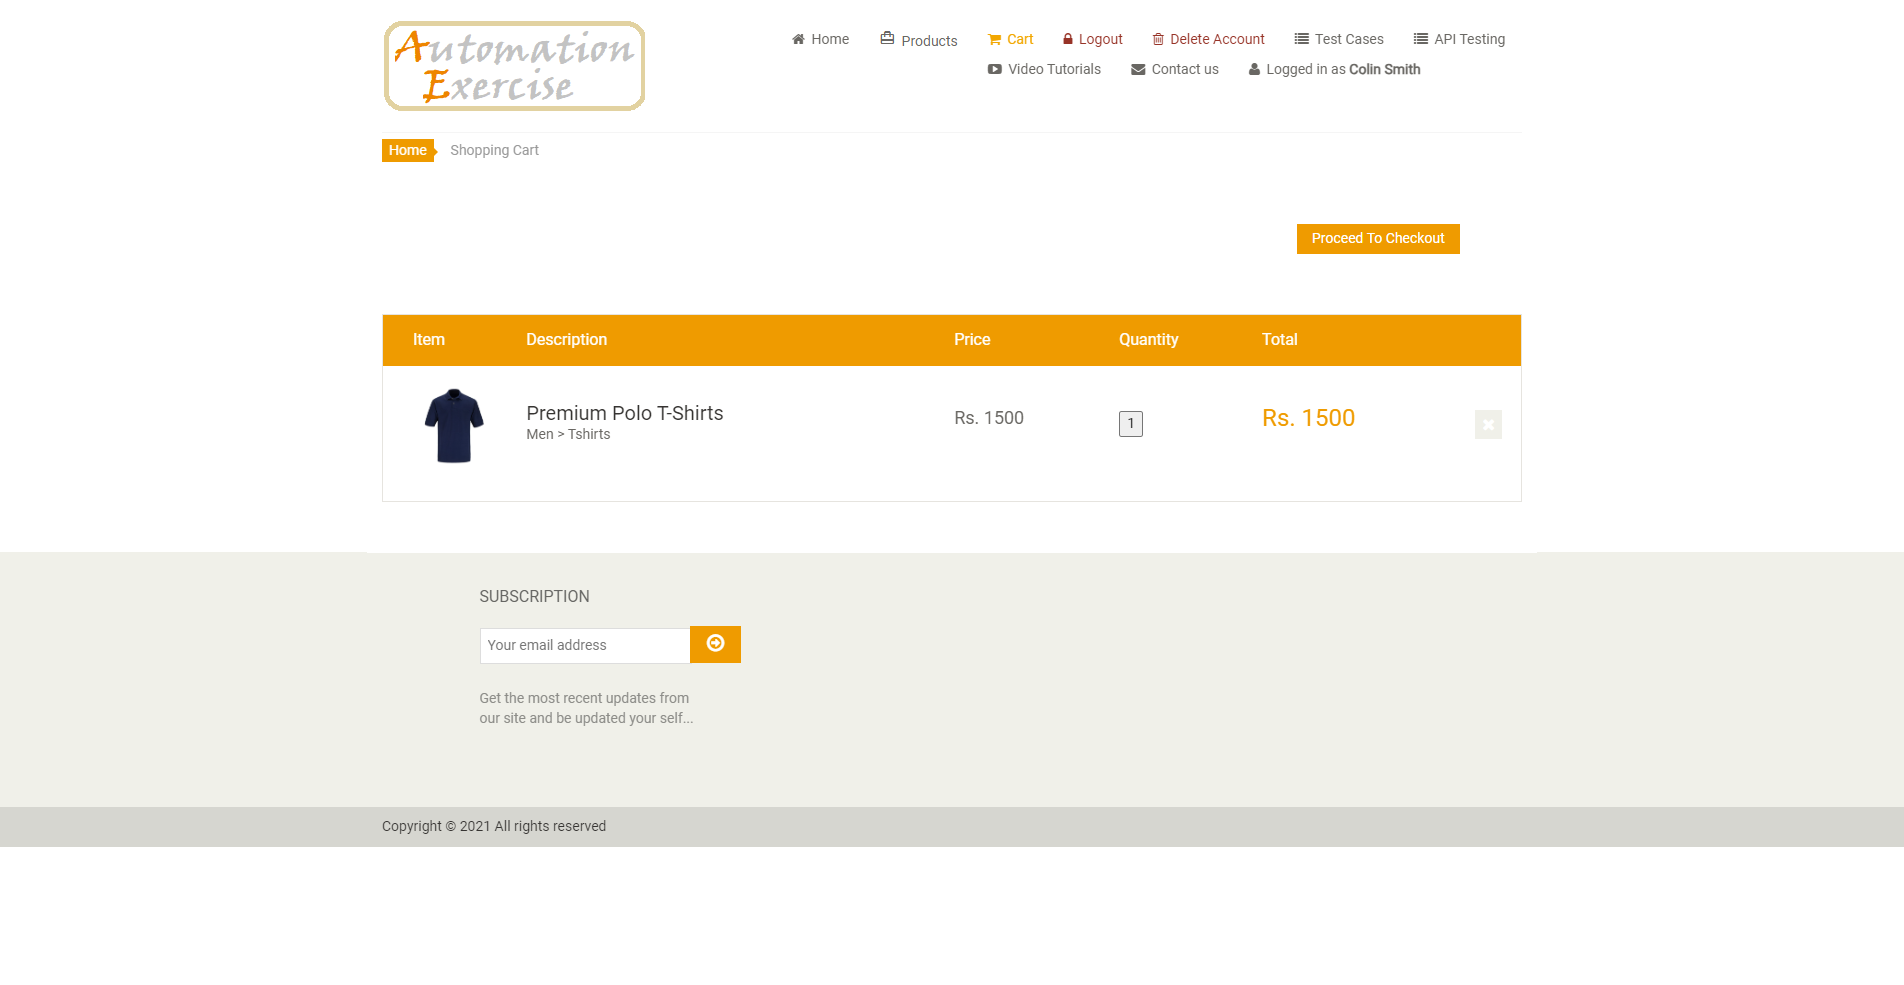 Automation
Exercise
Home
Products
Cart
Logout
Delete Account
Test Cases
API Testing
Video Tutorials
Contact us
Logged in as Colin Smith
Home
Shopping Cart
Proceed To Checkout
Item Description Price Quantity Total
Premium Polo T-Shirts
Men > Tshirts
Rs. 1500
1
Rs. 1500
SUBSCRIPTION
Your email address
Get the most recent updates from
our site and be updated your self...
Copyright © 2021 All rights reserved